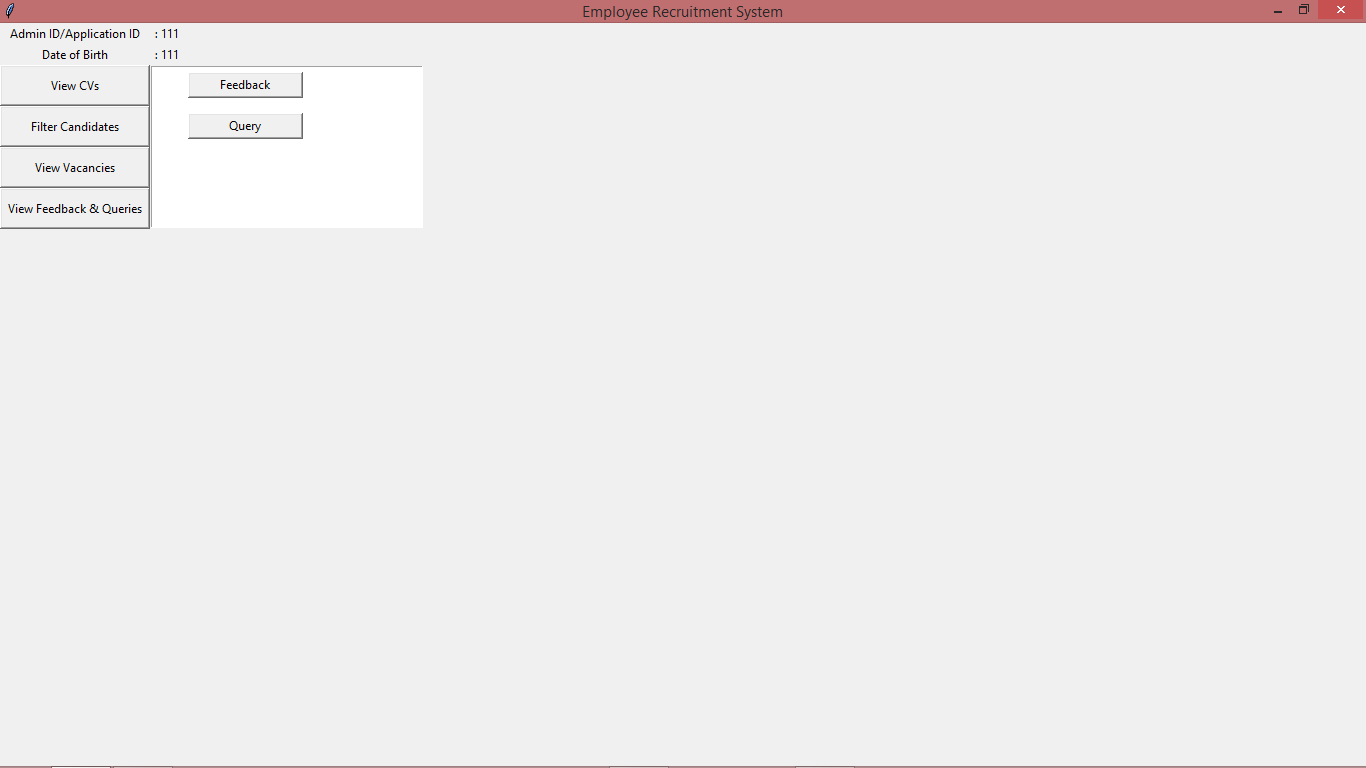 Employee Recruitment System
Admin ID/Application ID : 111
Date of Birth : 111
View CVs
Feedback
Filter Candidates
Query
View Vacancies
View Feedback & Queries